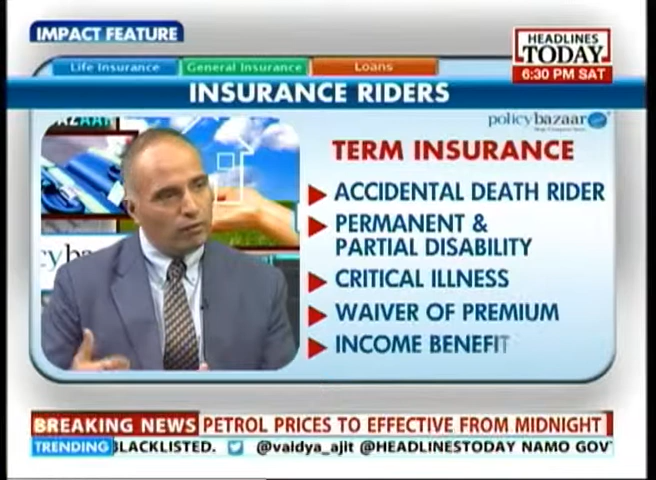 IMPACT FEATURE
HEADLINES
TODAY
6:30 PM SAT
Life Insurance
General Insurance
Loans
INSURANCE RIDERS
policybazaar
TERM INSURANCE
ACCIDENTAL DEATH RIDER
PERMANENT &
PARTIAL DISABILITY
CRITICAL ILLNESS
WAIVER OF PREMIUM
INCOME BENEFIT
BREAKING NEWS PETROL PRICES TO EFFECTIVE FROM MIDNIGHT
TRENDING BLACKLISTED. @valdya_ajit @HEADLINESTODAY NAMO GOV